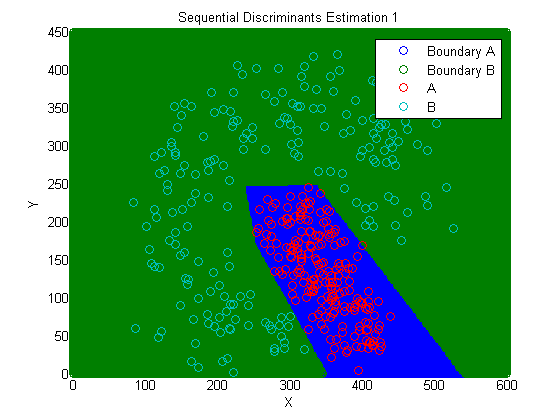 Sequential Discriminants Estimation 1
Boundary A
Boundary B
A
B
Y
450
400
350
300
250
200
150
100
50
0
0 100 200 300 400 500 600
X